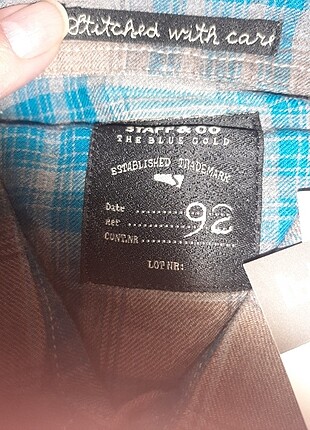 Stitched with care
STAFF & CO
THE BLUE GOLD
ESTABLISHED TRADEMARK
Date ............
Ref ............
CONT.NR ............
92
LOT NR: